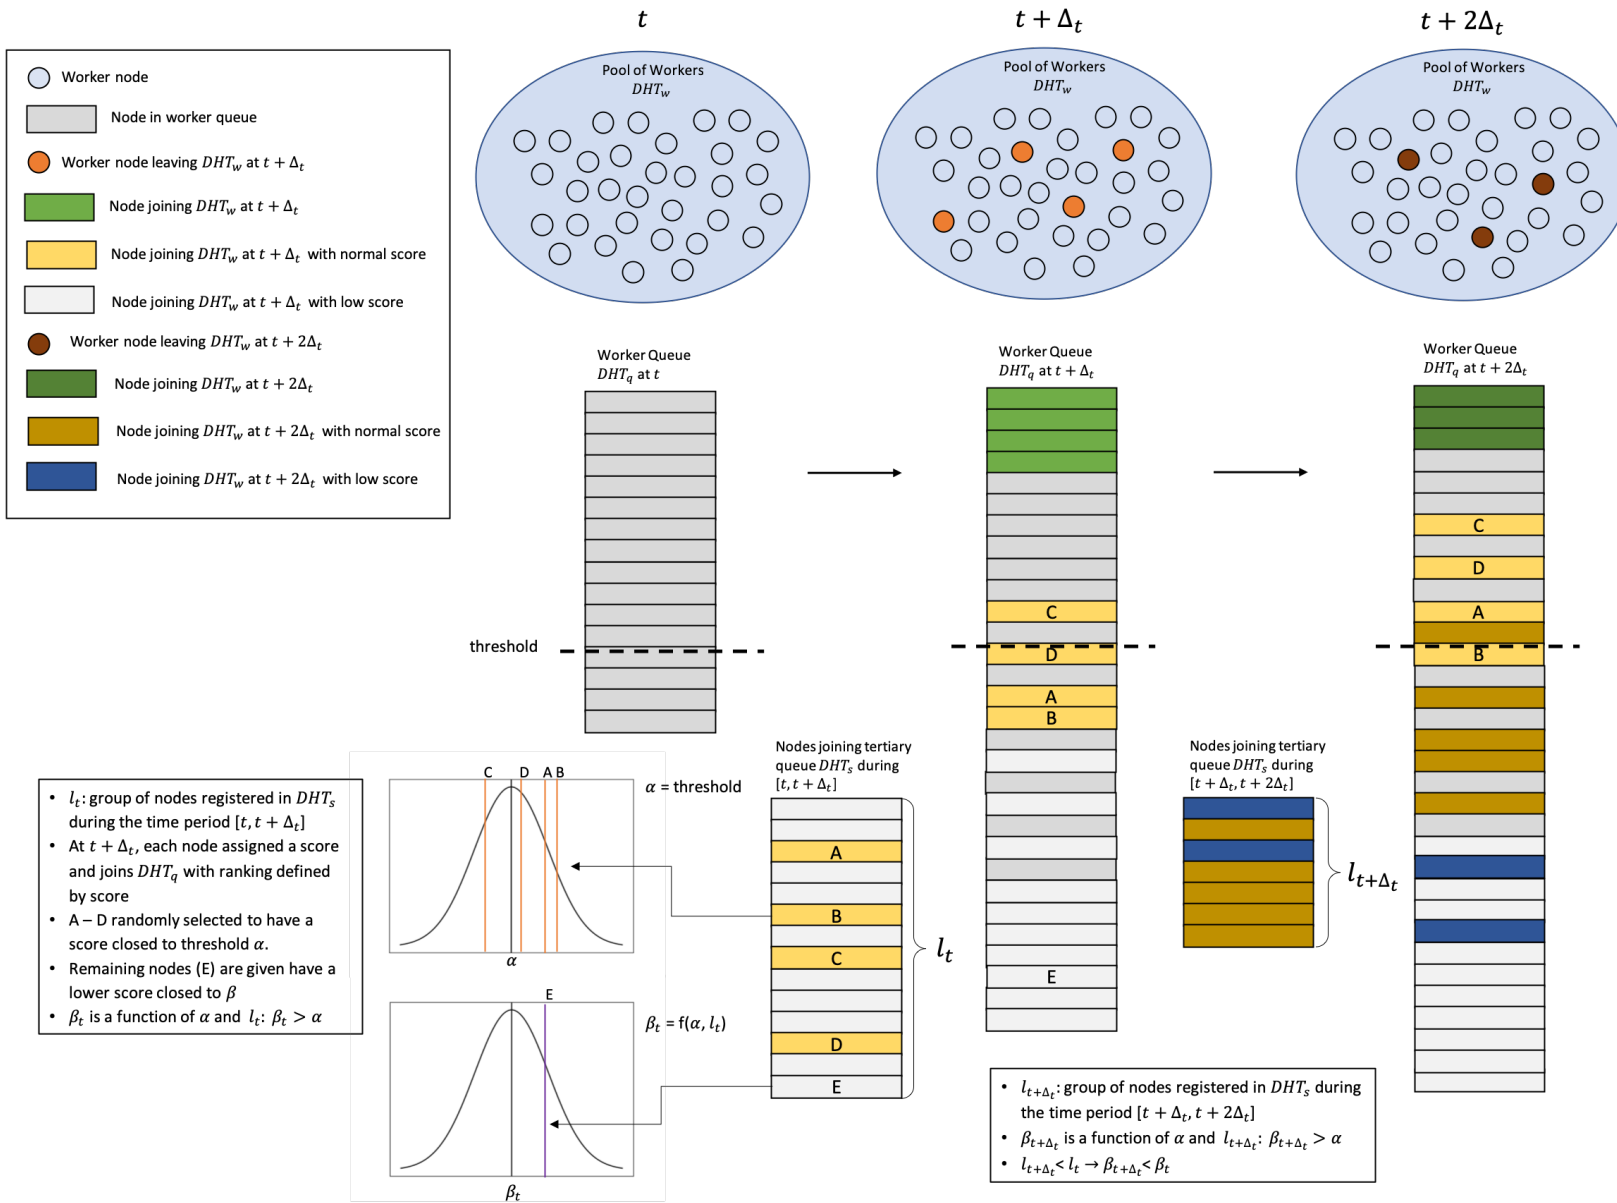 t
t + Δt
t + 2Δt
Worker node
Node in worker queue
Worker node leaving DHTw at t + Δt
Node joining DHTw at t + Δt
Node joining DHTw at t + Δt with normal score
Node joining DHTw at t + Δt with low score
Worker node leaving DHTw at t + 2Δt
Node joining DHTw at t + 2Δt
Node joining DHTw at t + 2Δt with normal score
Node joining DHTw at t + 2Δt with low score
Pool of Workers
DHTw
Pool of Workers
DHTw
Pool of Workers
DHTw
Worker Queue
DHTq at t
threshold
Worker Queue
DHTq at t + Δt
C
D
A
B
E
Worker Queue
DHTq at t + 2Δt
C
D
A
B
• lt: group of nodes registered in DHTs
during the time period [t, t + Δt]
• At t + Δt, each node assigned a score
and joins DHTq with ranking defined
by score
• A – D randomly selected to have a
score closed to threshold α.
• Remaining nodes (E) are given have a
lower score closed to β
• βt is a function of α and lt: βt > α
C D A B
α = threshold
α
E
βt = f(α, lt)
βt
Nodes joining tertiary
queue DHTs during
[t, t + Δt]
A
B
C
D
E
lt
Nodes joining tertiary
queue DHTs during
[t + Δt, t + 2Δt]
lt+Δt
• lt+Δt: group of nodes registered in DHTs during
the time period [t + Δt, t + 2Δt]
• βt+Δt is a function of α and lt+Δt: βt+Δt > α
• lt+Δt< lt → βt+Δt< βt